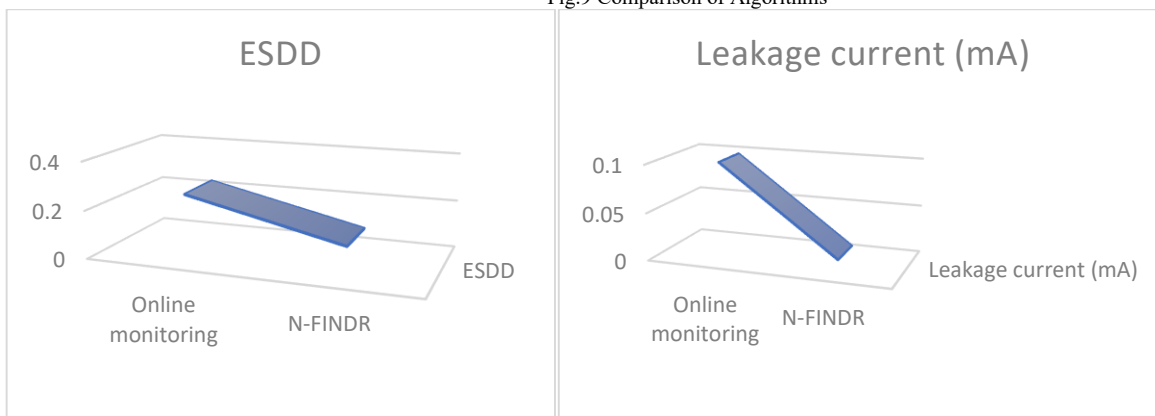 Fig.9 Comparison of Algorithms
ESDD
0.4
0.2
0
Online
monitoring
N-FINDR
ESDD
Leakage current (mA)
0.1
0.05
0
Online
monitoring
N-FINDR
Leakage current (mA)